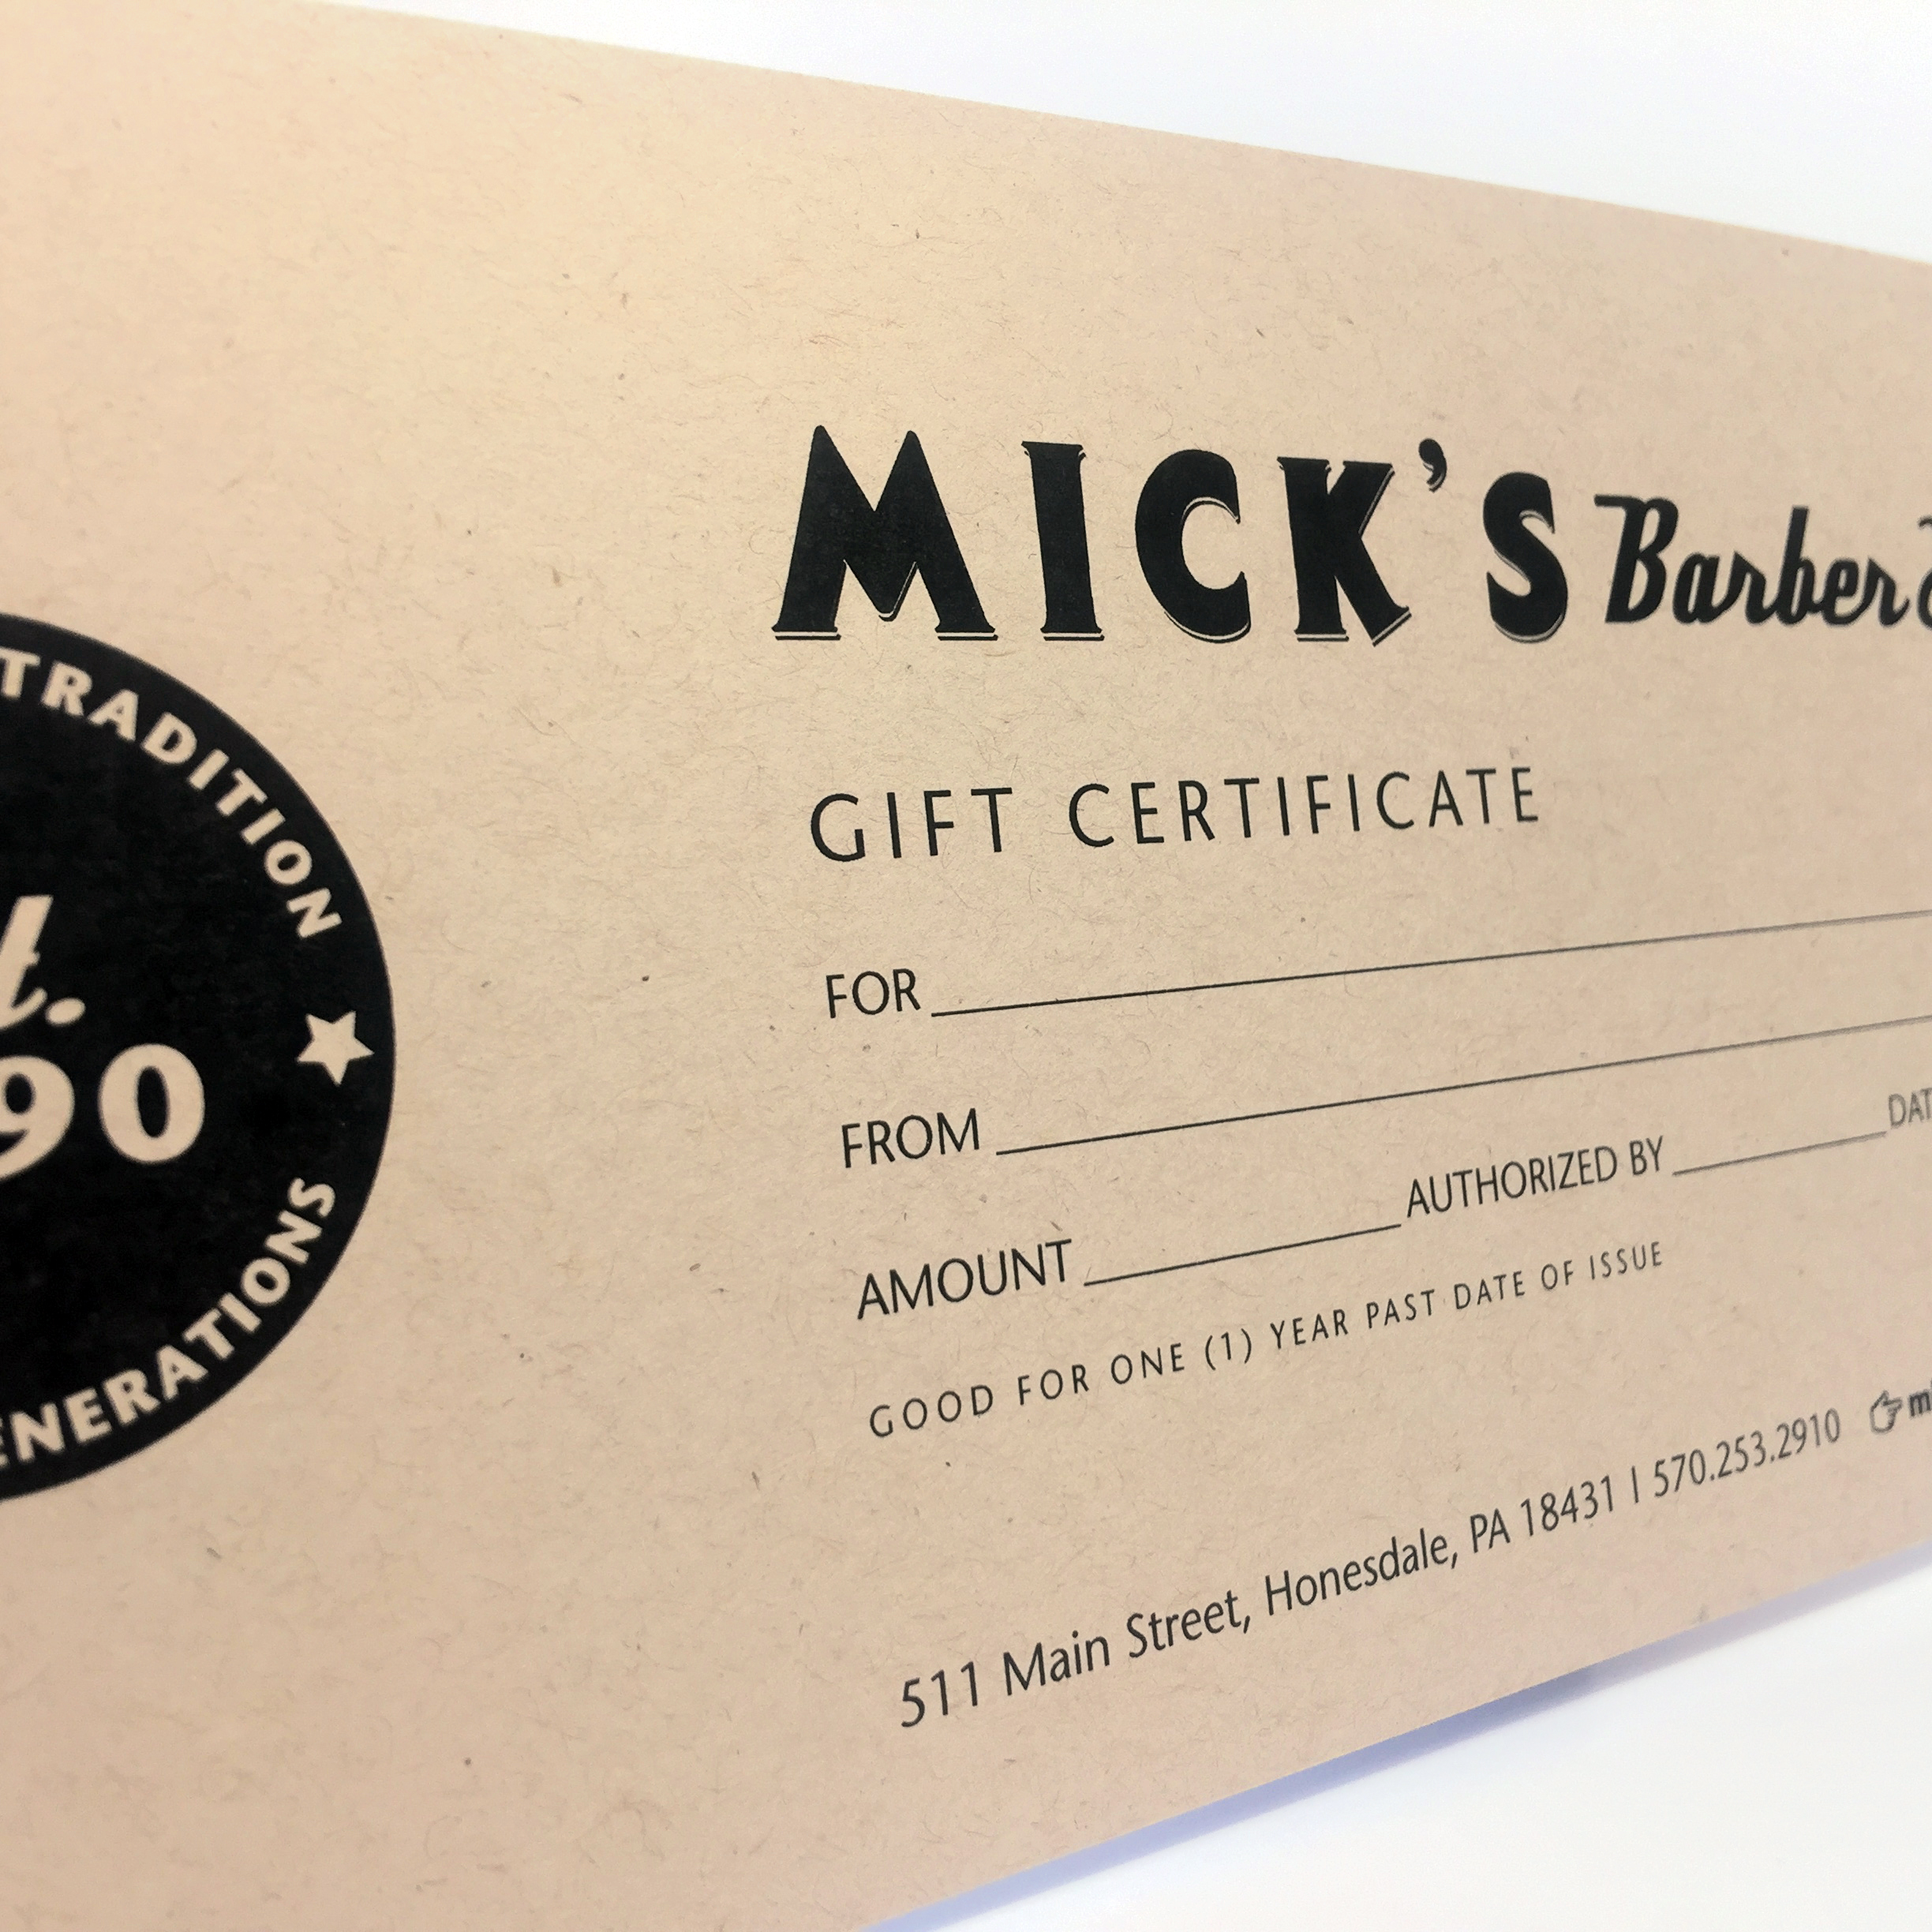 TRADITION
90
MICK'S Barber
GIFT CERTIFICATE
FOR
FROM
AMOUNT AUTHORIZED BY
GOOD FOR ONE (1) YEAR PAST DATE OF ISSUE
511 Main Street, Honesdale, PA 18431 | 570.253.2910